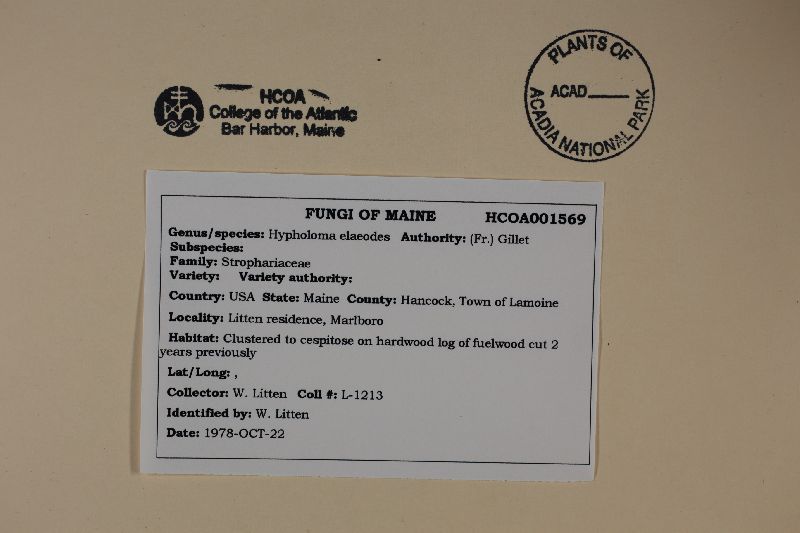 HCOA
College of the Atlantic
Bar Harbor, Maine
PLANTS OF
ACAD____
ACADIA NATIONAL PARK
FUNGI OF MAINE HCOA001569
Genus/species: Hypholoma elaeodes Authority: (Fr.) Gillet
Subspecies:
Family: Strophariaceae
Variety: Variety authority:
Country: USA State: Maine County: Hancock, Town of Lamoine
Locality: Litten residence, Marlboro
Habitat: Clustered to cespitose on hardwood log of fuelwood cut 2
years previously
Lat/Long: ,
Collector: W. Litten Coll #: L-1213
Identified by: W. Litten
Date: 1978-OCT-22